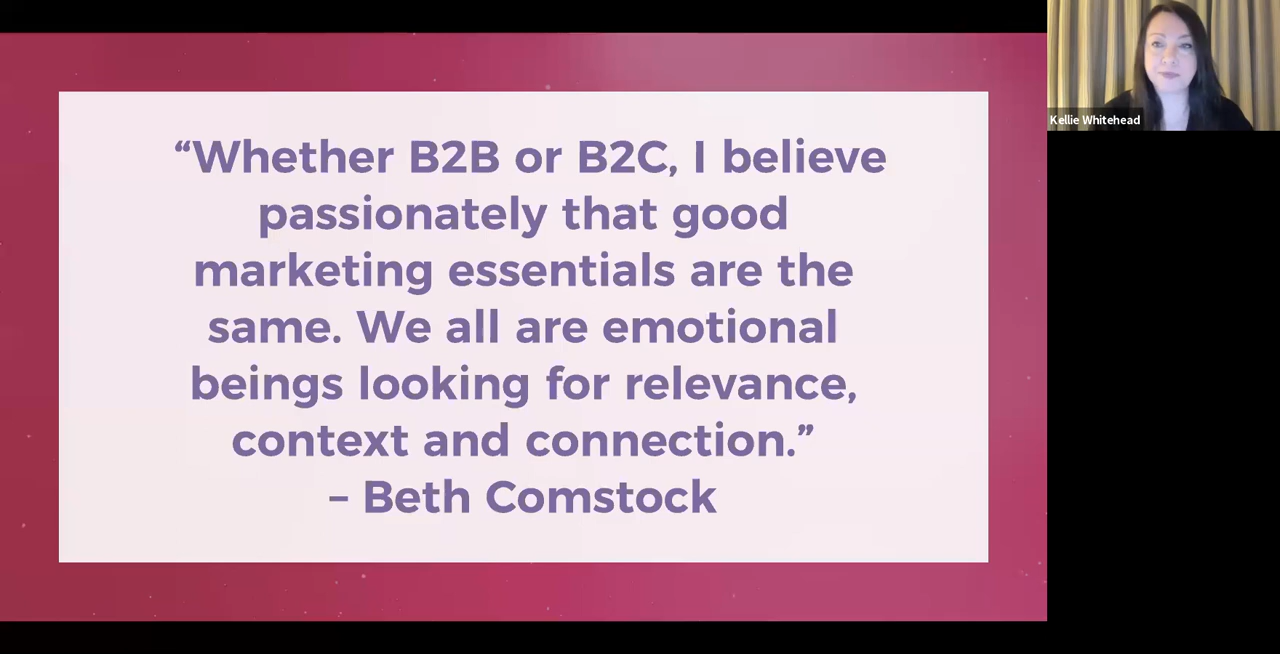 “Whether B2B or B2C, I believe
passionately that good
marketing essentials are the
same. We all are emotional
beings looking for relevance,
context and connection.”
– Beth Comstock
Kellie Whitehead